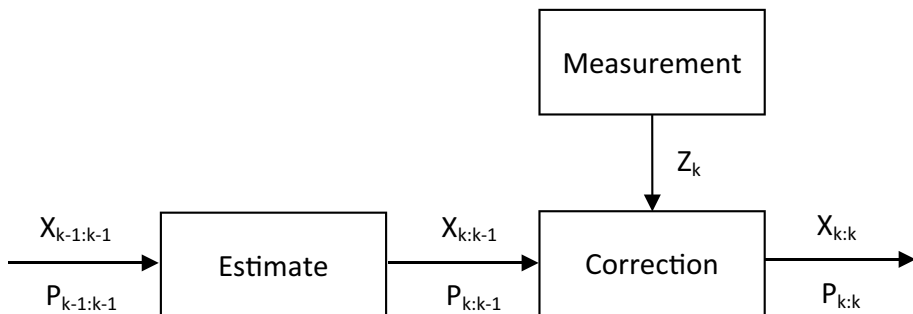 Measurement
Zₖ
Xₖ₋₁:ₖ₋₁
Xₖ:ₖ₋₁
Xₖ:ₖ
Estimate
Correction
Pₖ₋₁:ₖ₋₁
Pₖ:ₖ₋₁
Pₖ:ₖ